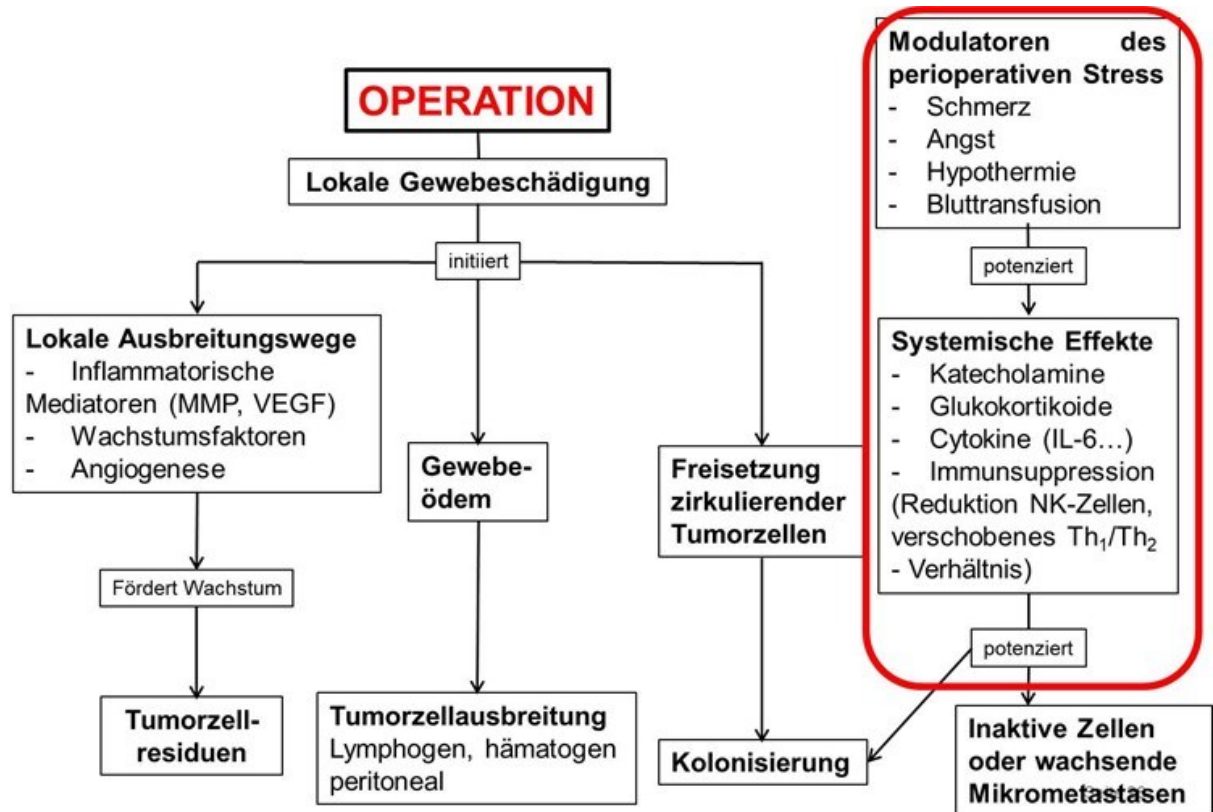 OPERATION
Lokale Gewebeschädigung
initiiert
Lokale Ausbreitungswege
- Inflammatorische
Mediatoren (MMP, VEGF)
- Wachstumsfaktoren
- Angiogenese
Fördert Wachstum
Tumorzell-
residuen
Gewebe-
ödem
Tumorzellausbreitung
Lymphogen, hämatogen
peritoneal
Freisetzung
zirkulierender
Tumorzellen
Kolonisierung
Modulatoren des
perioperativen Stress
- Schmerz
- Angst
- Hypothermie
- Bluttransfusion
potenziert
Systemische Effekte
- Katecholamine
- Glukokortikoide
- Cytokine (IL-6…)
- Immunsuppression
(Reduktion NK-Zellen,
verschobenes Th₁/Th₂
- Verhältnis)
potenziert
Inaktive Zellen
oder wachsende
Mikrometastasen